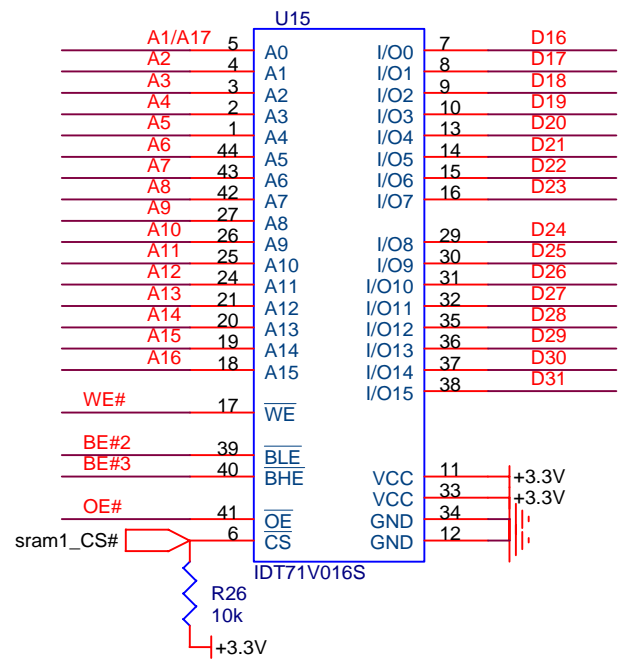 U15
A1/A17 5 A0 I/O0 7 D16
A2 4 A1 I/O1 8 D17
A3 3 A2 I/O2 9 D18
A4 2 A3 I/O3 10 D19
A5 1 A4 I/O4 13 D20
A6 44 A5 I/O5 14 D21
A7 43 A6 I/O6 15 D22
A8 42 A7 I/O7 16 D23
A9 27 A8
A10 26 A9 I/O8 29 D24
A11 25 A10 I/O9 30 D25
A12 24 A11 I/O10 31 D26
A13 21 A12 I/O11 32 D27
A14 20 A13 I/O12 35 D28
A15 19 A14 I/O13 36 D29
A16 18 A15 I/O14 37 D30
I/O15 38 D31
WE# 17 WE
BE#2 39 BLE
BE#3 40 BHE VCC 11 +3.3V
VCC 33 +3.3V
OE# 41 OE GND 34
sram1_CS# 6 CS GND 12
IDT71V016S
R26
10k
+3.3V